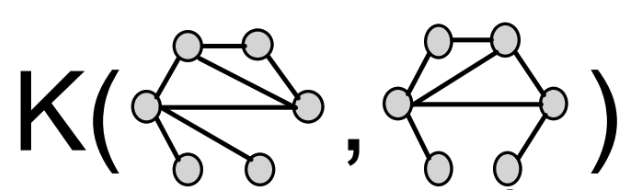 K( , )